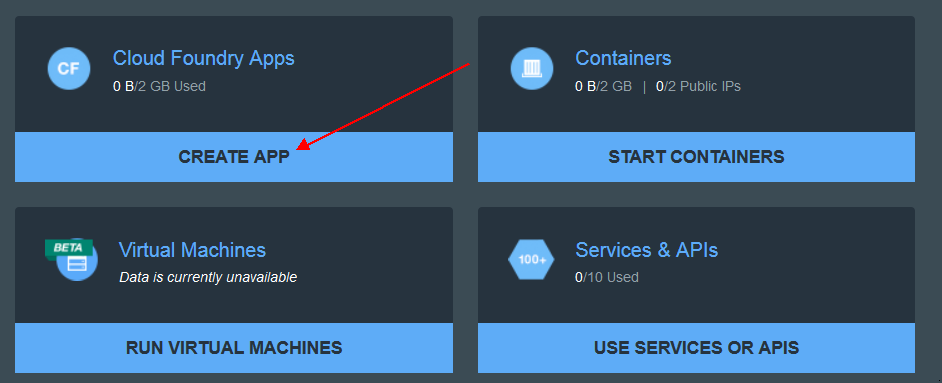 CF
Cloud Foundry Apps
0 B/2 GB Used
CREATE APP
Containers
0 B/2 GB | 0/2 Public IPs
START CONTAINERS
BETA
Virtual Machines
Data is currently unavailable
RUN VIRTUAL MACHINES
100+
Services & APIs
0/10 Used
USE SERVICES OR APIS